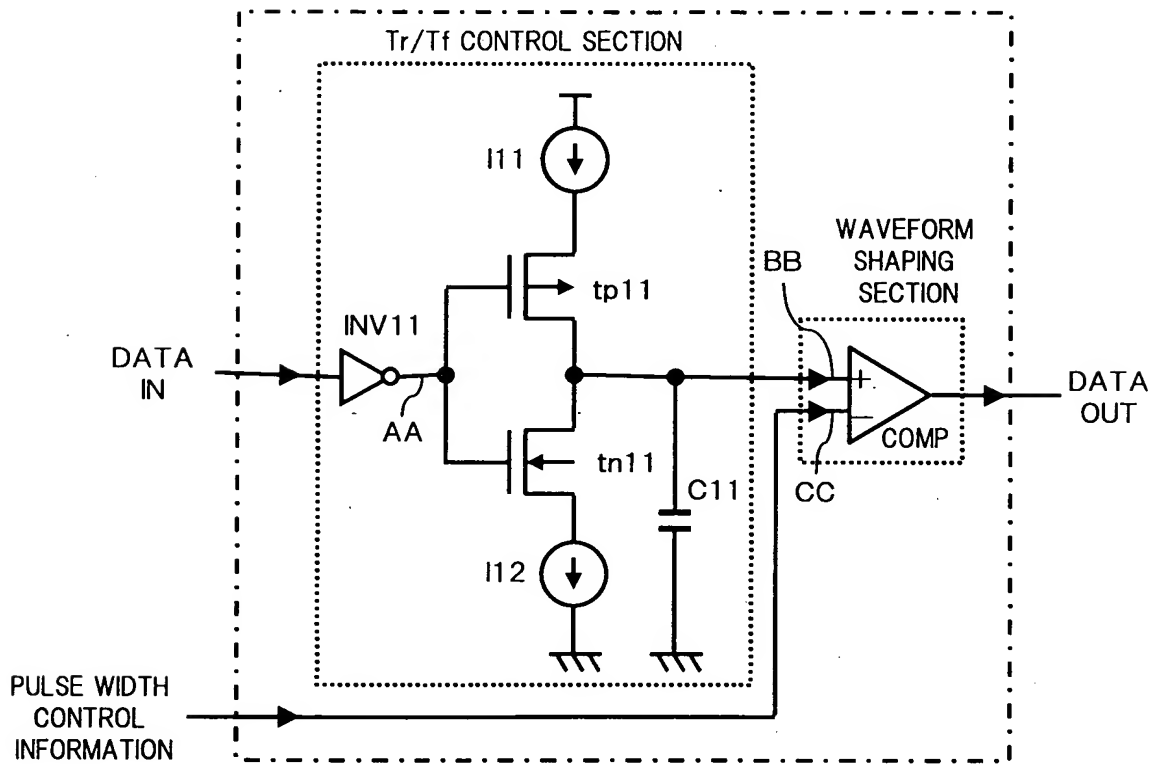 Tr/Tf CONTROL SECTION
I11
WAVEFORM
SHAPING
SECTION
BB
tp11
INV11
DATA
IN
AA
+
−
COMP
DATA
OUT
tn11
C11
CC
I12
PULSE WIDTH
CONTROL
INFORMATION